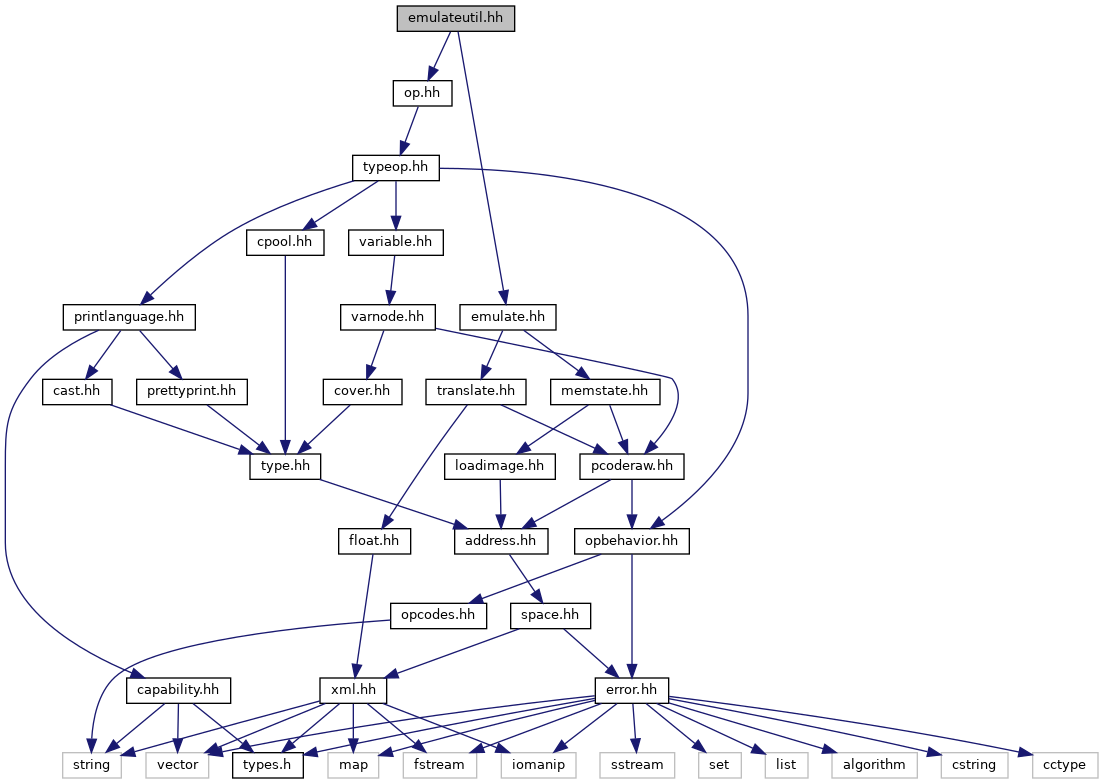 emulateutil.hh
op.hh
typeop.hh
cpool.hh
variable.hh
printlanguage.hh
varnode.hh
emulate.hh
cast.hh
prettyprint.hh
cover.hh
translate.hh
memstate.hh
type.hh
loadimage.hh
pcoderaw.hh
float.hh
address.hh
opbehavior.hh
opcodes.hh
space.hh
capability.hh
xml.hh
error.hh
string
vector
types.h
map
fstream
iomanip
sstream
set
list
algorithm
cstring
cctype